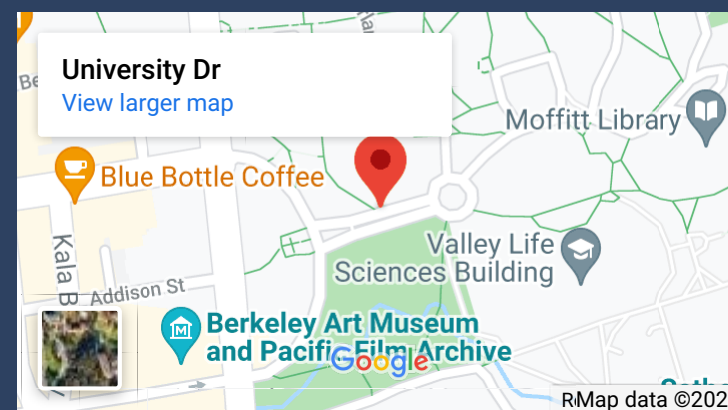 University Dr
View larger map
Moffitt Library
Blue Bottle Coffee
Valley Life
Sciences Building
Kala B
Addison St
Berkeley Art Museum
and Pacific Film Archive
Google
Map data ©202